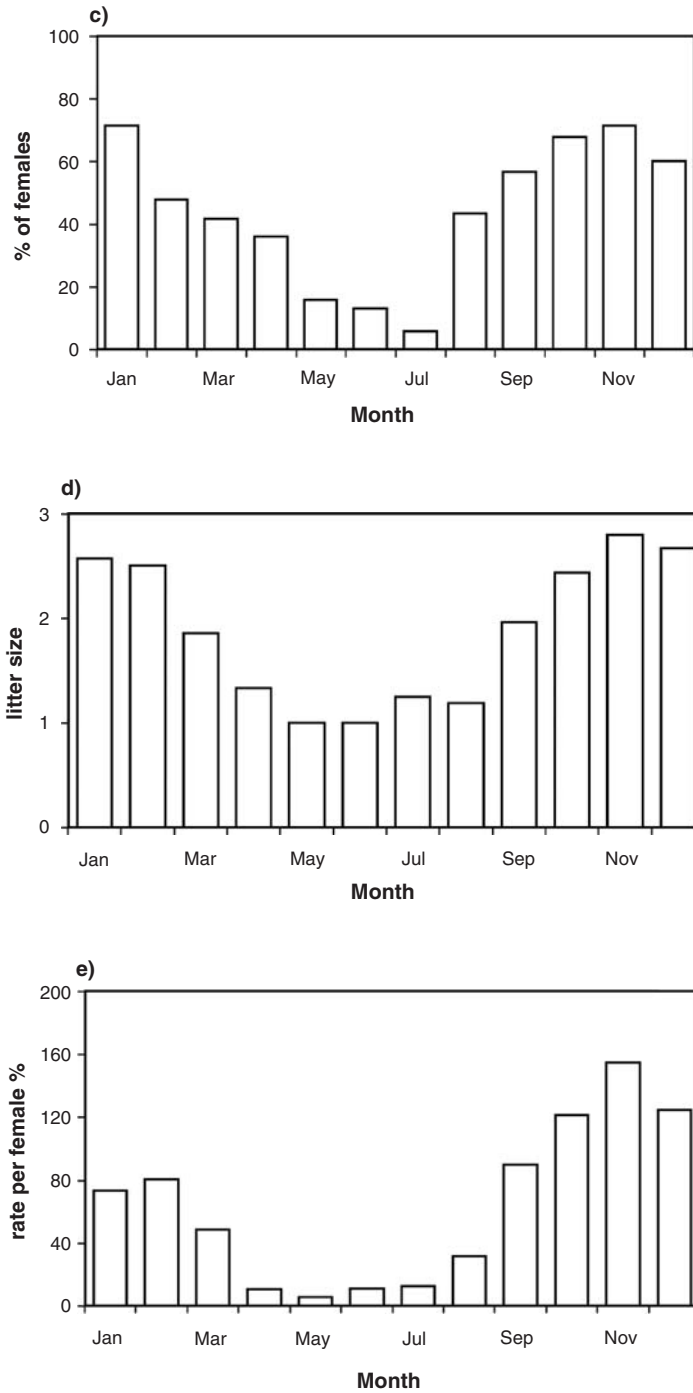 c)
100
80
60
40
20
0
% of females
Jan Mar May Jul Sep Nov
Month
d)
3
2
1
0
litter size
Jan Mar May Jul Sep Nov
Month
e)
200
160
120
80
40
0
rate per female %
Jan Mar May Jul Sep Nov
Month